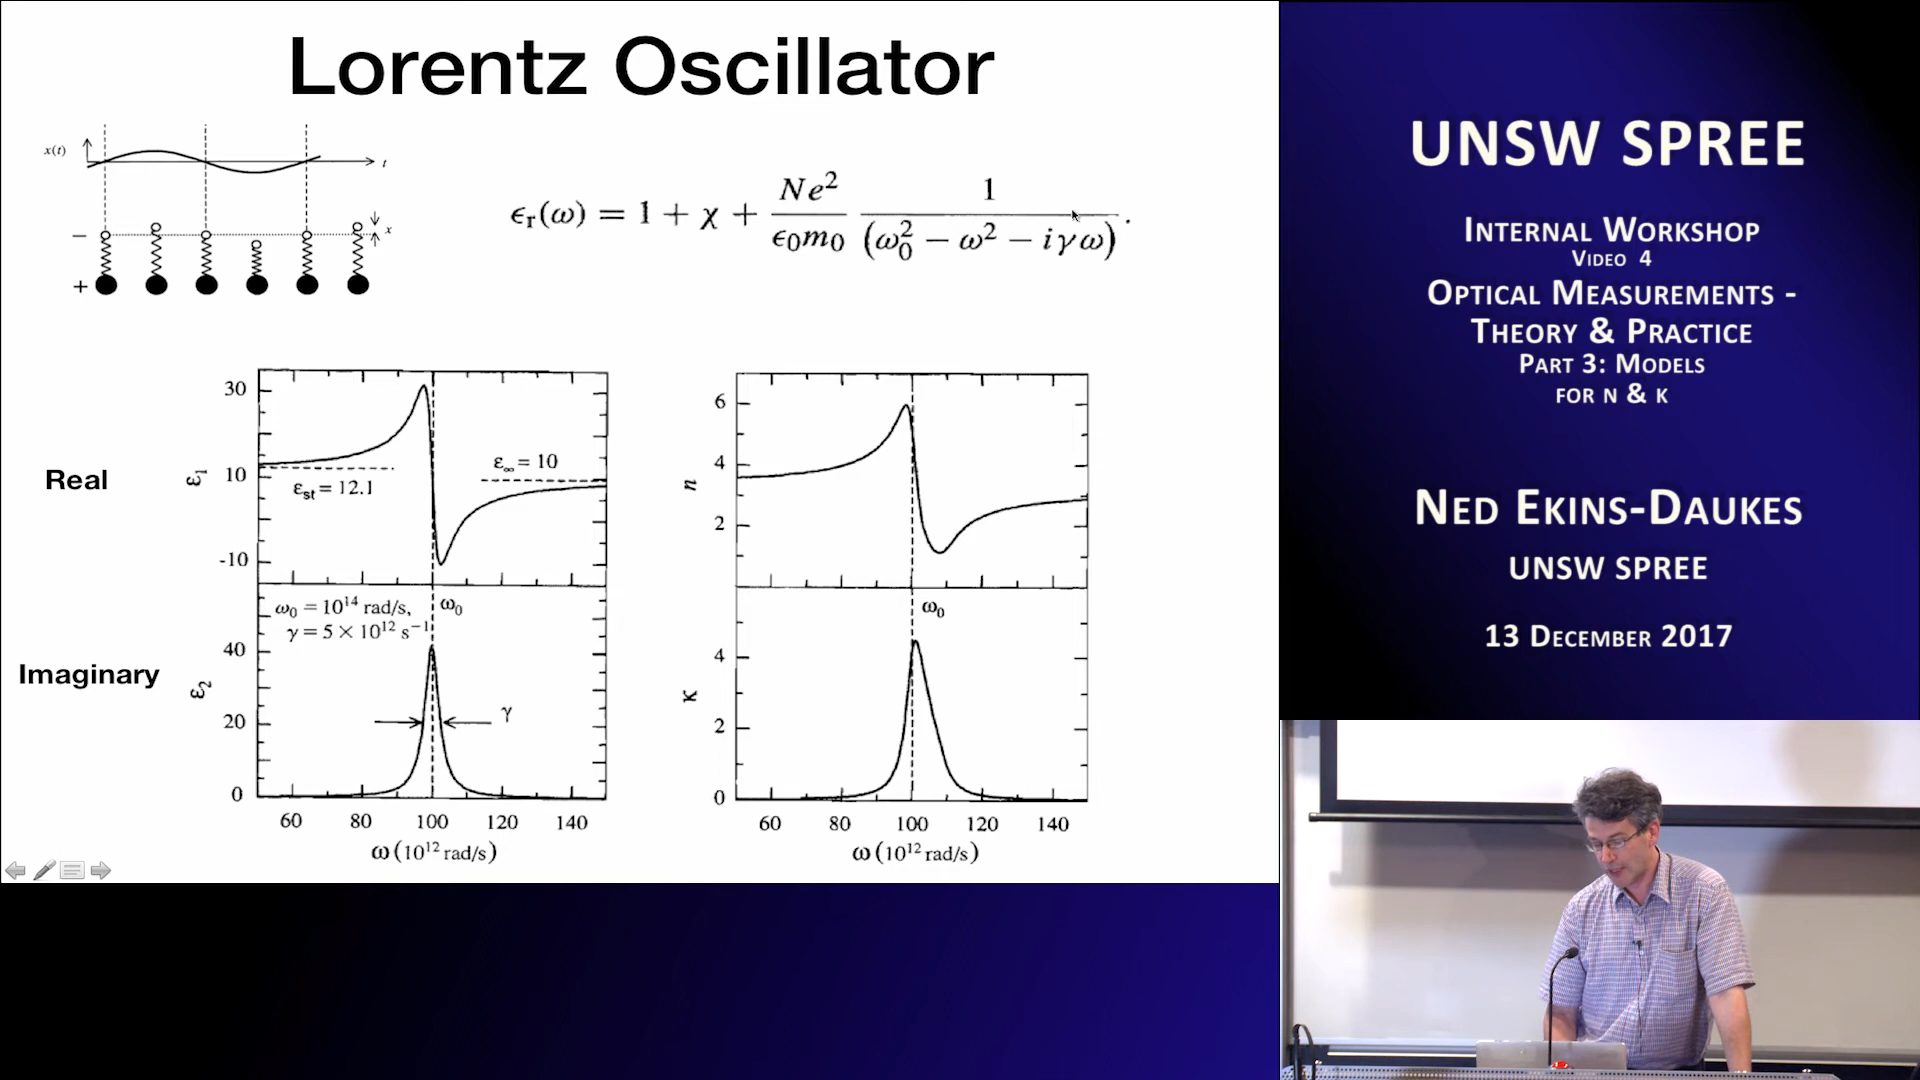 Lorentz Oscillator
x(t)
t
− x
+
ϵr(ω) = 1 + χ + Ne² / ϵ0m0 1 / (ω0² − ω² − iγω) .
Real
ε1
30
10
-10
εst = 12.1
ε∞ = 10
n
6
4
2
Imaginary
ω0 = 10¹⁴ rad/s,
γ = 5 × 10¹² s⁻¹
ω0
ε2
40
20
0
γ
60 80 100 120 140
ω (10¹² rad/s)
ω0
κ
4
2
0
60 80 100 120 140
ω (10¹² rad/s)
UNSW SPREE
Internal Workshop
Video 4
Optical Measurements -
Theory & Practice
Part 3: Models
for n & k
Ned Ekins-Daukes
UNSW SPREE
13 December 2017